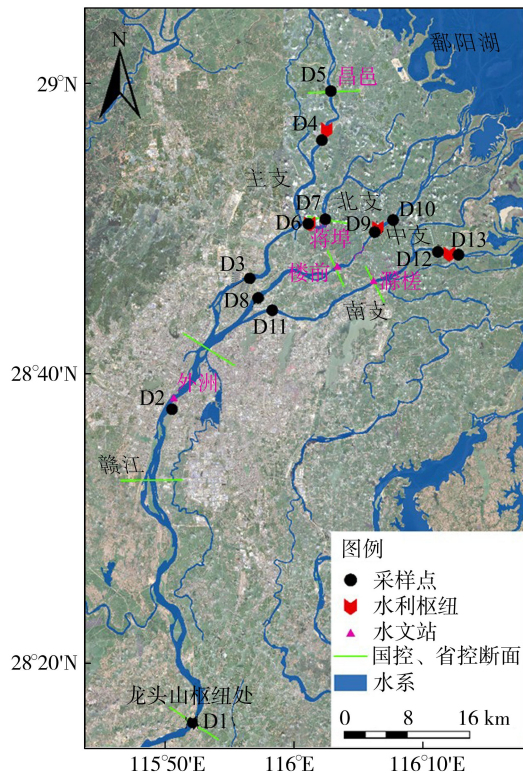 N
鄱阳湖
29°N
D5
昌邑
D4
主支
D7
北支
D10
D6
D9
蒋埠
中支
D13
D12
D3
楼前
滁槎
D8
南支
D11
28°40'N
外洲
D2
赣江
图例
采样点
水利枢纽
水文站
国控、省控断面
水系
0 8 16 km
28°20'N
龙头山枢纽处
D1
115°50'E
116°E
116°10'E